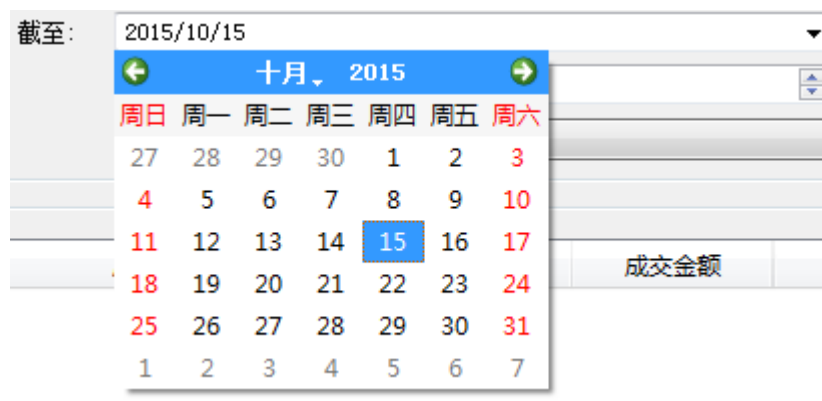 截至: 2015/10/15
十月 2015
周日 周一 周二 周三 周四 周五 周六
27 28 29 30 1 2 3
4 5 6 7 8 9 10
11 12 13 14 15 16 17
18 19 20 21 22 23 24
成交金额
25 26 27 28 29 30 31
1 2 3 4 5 6 7